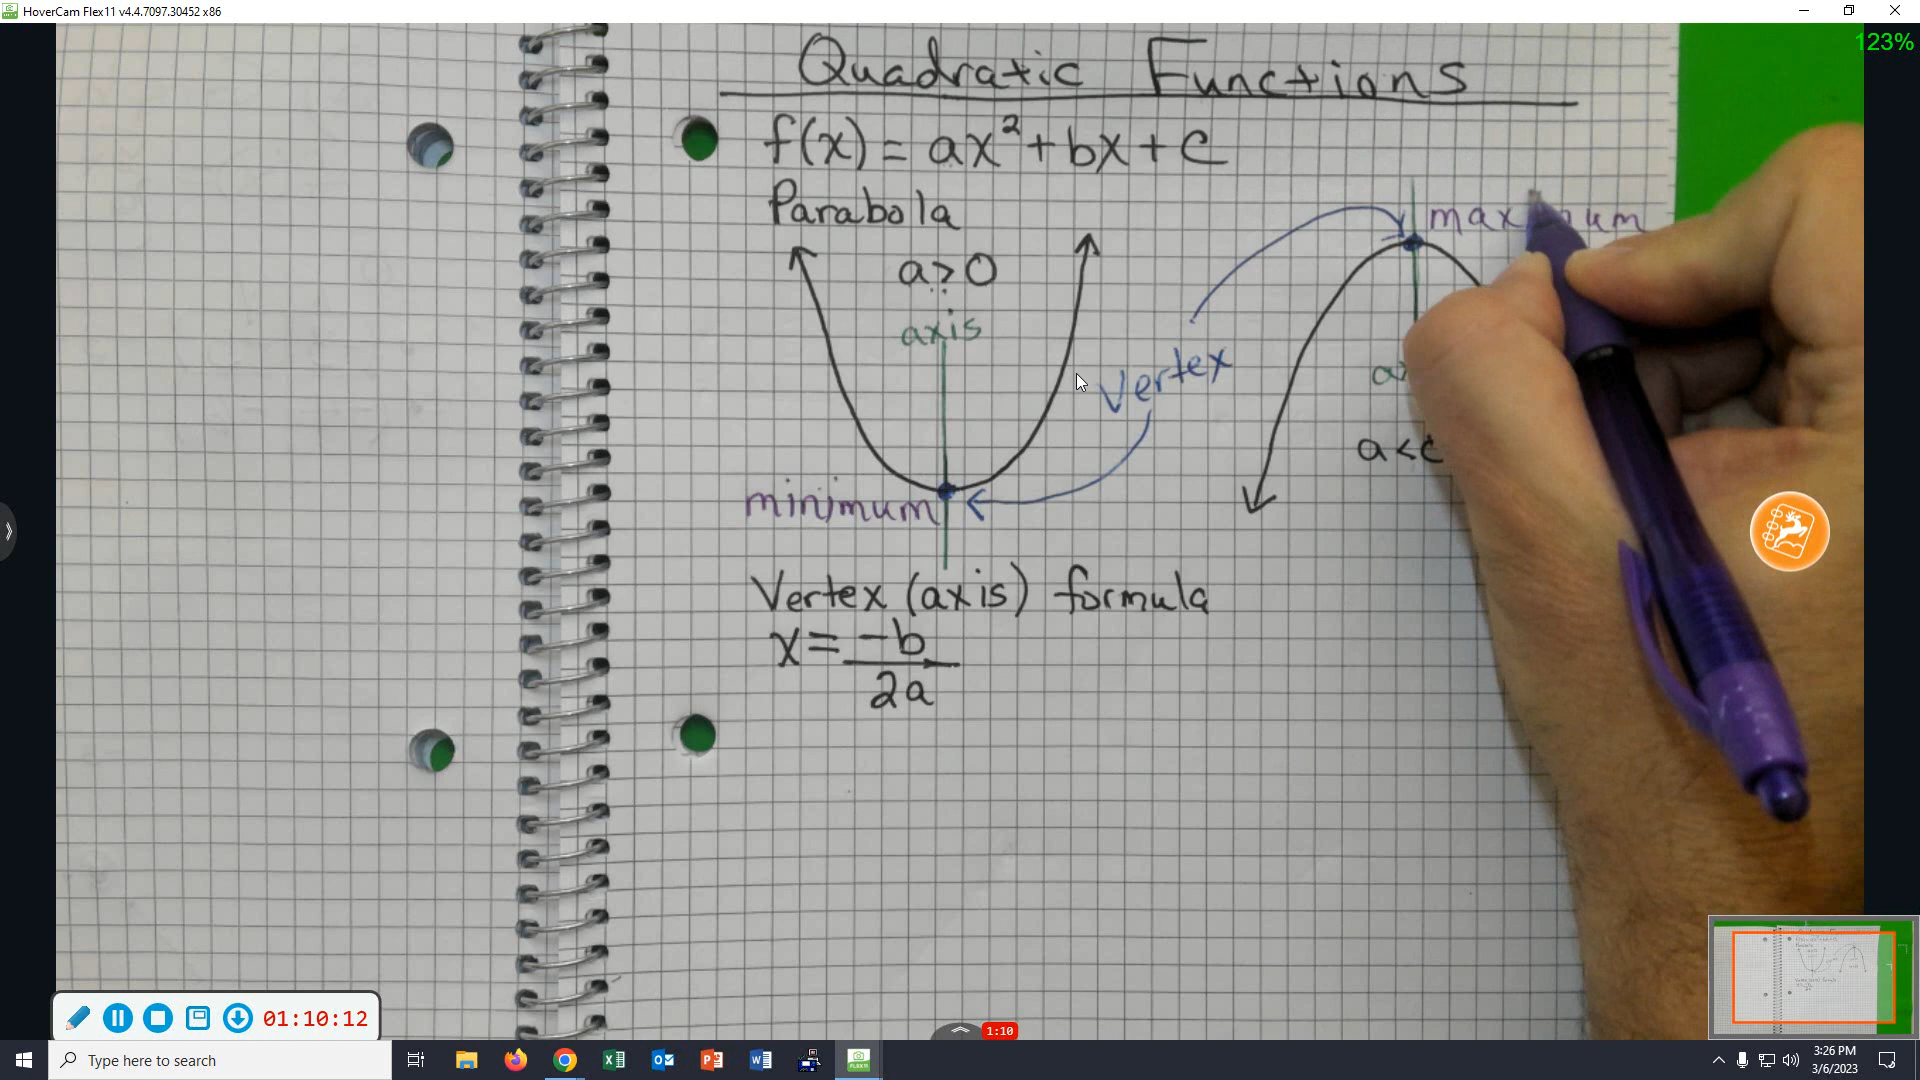 HoverCam Flex11 v4.4.7097.30452 x86
123%
Quadratic Functions
f(x) = ax² + bx + c
Parabola
a > 0
axis
minimum
Vertex
a <
Vertex (axis) formula
x = -b
2a
01:10:12
1:10
Type here to search
3:26 PM
3/6/2023